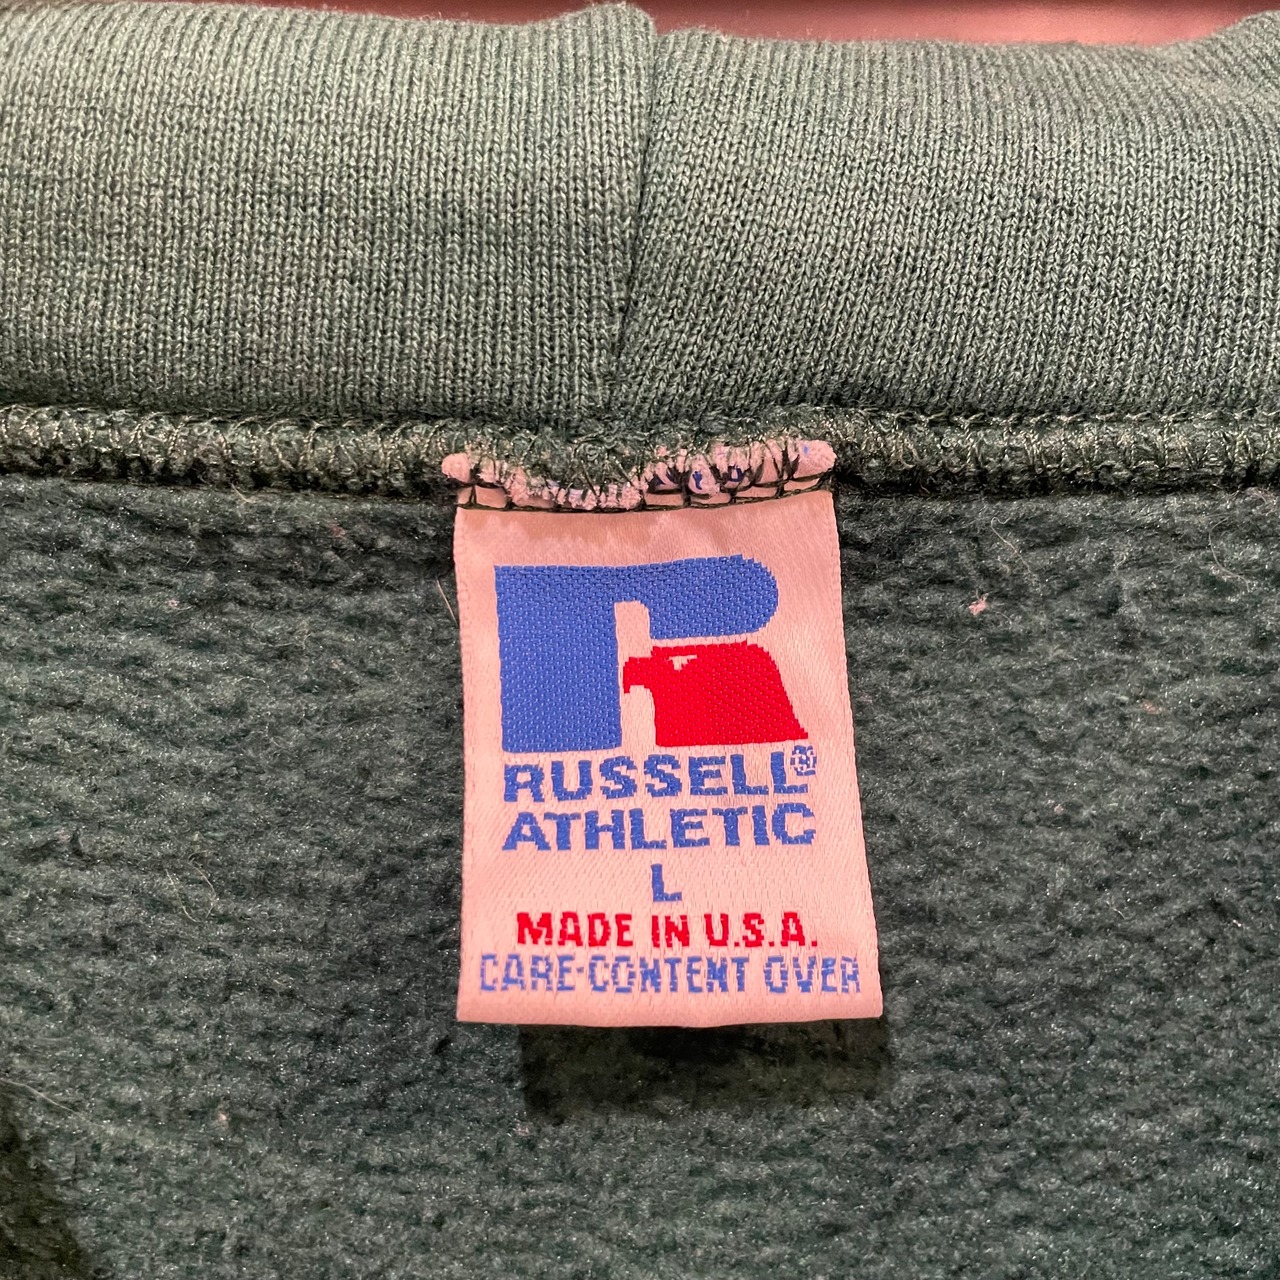 RUSSELL®
ATHLETIC
L
MADE IN U.S.A.
CARE-CONTENT OVER